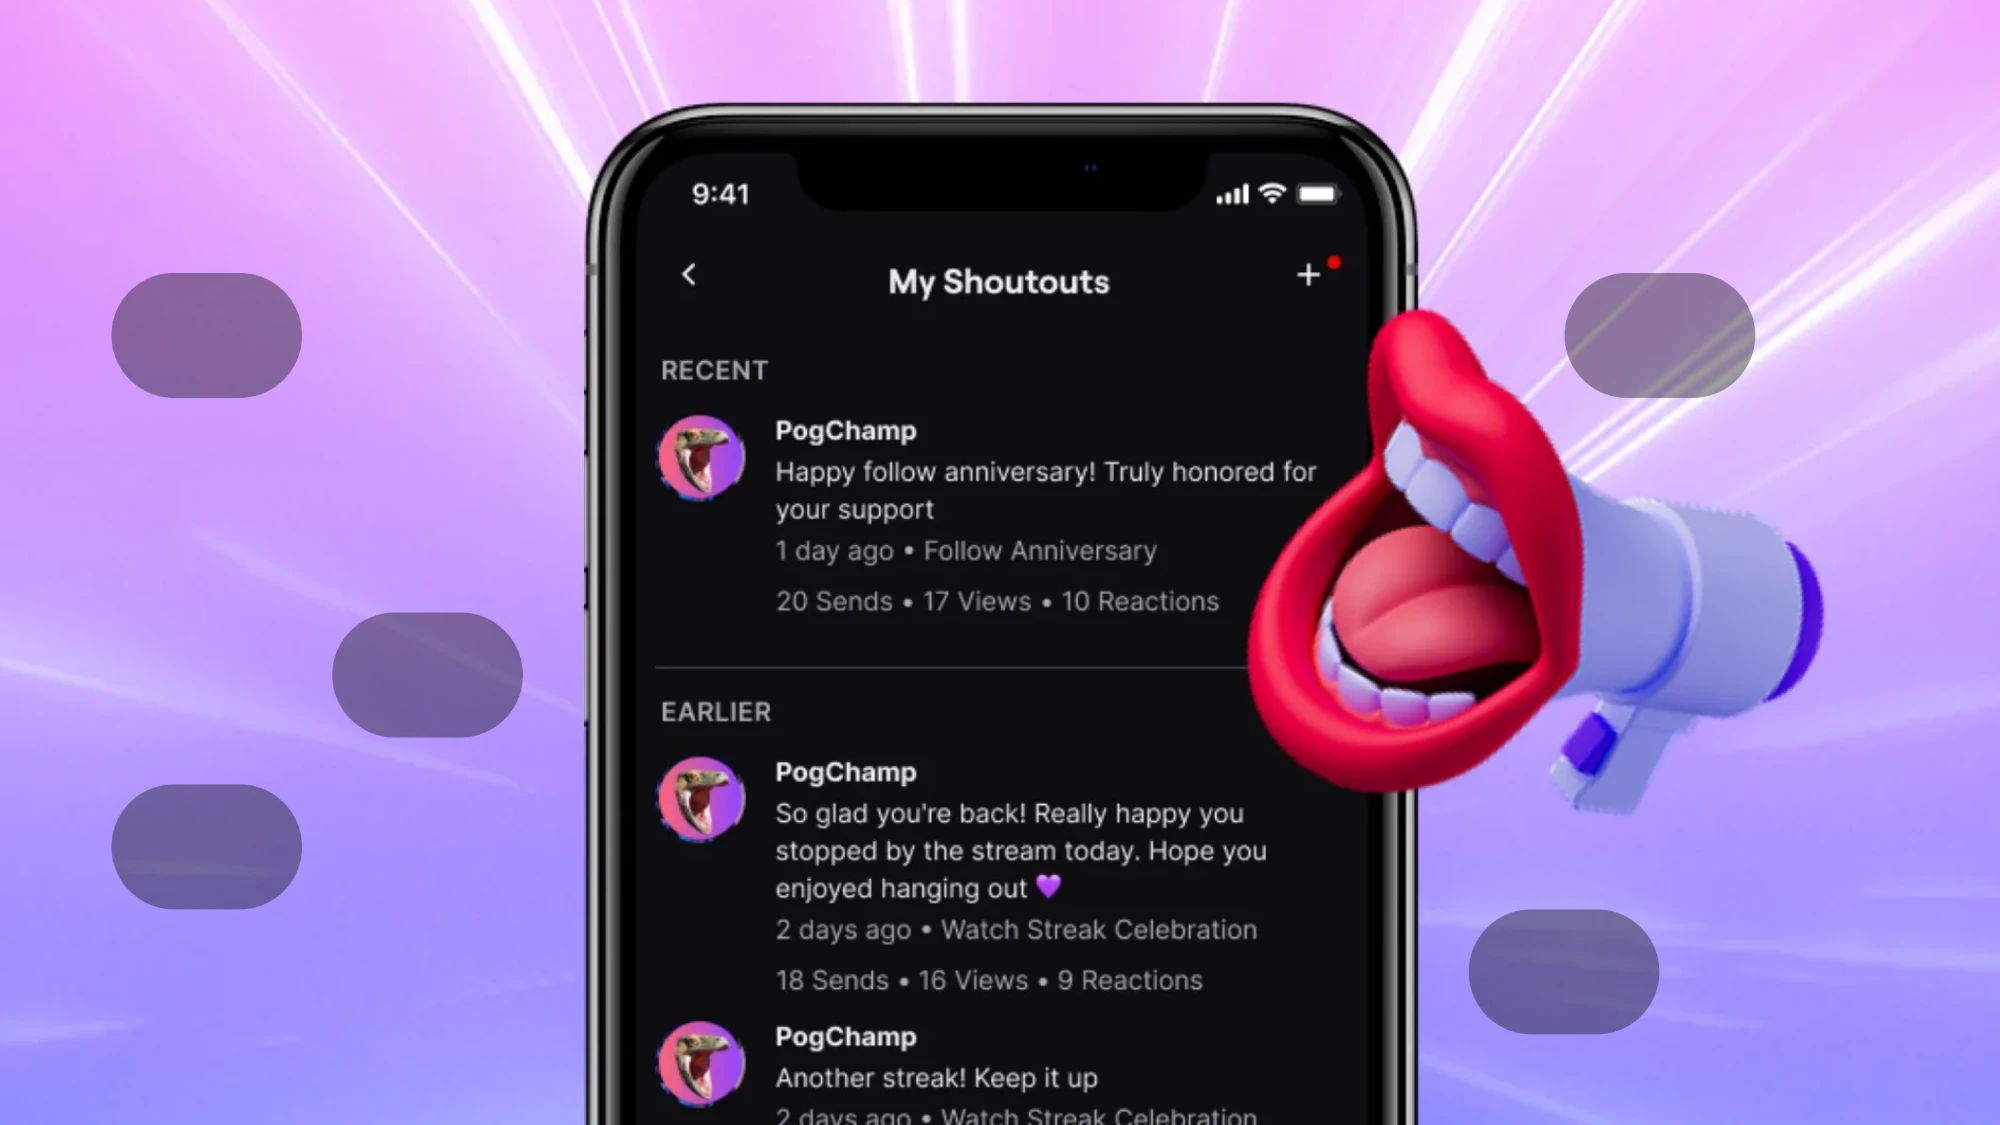 9:41
My Shoutouts
RECENT
PogChamp
Happy follow anniversary! Truly honored for
your support
1 day ago • Follow Anniversary
20 Sends • 17 Views • 10 Reactions
EARLIER
PogChamp
So glad you're back! Really happy you
stopped by the stream today. Hope you
enjoyed hanging out 💜
2 days ago • Watch Streak Celebration
18 Sends • 16 Views • 9 Reactions
PogChamp
Another streak! Keep it up
2 days ago • Watch Streak Celebration